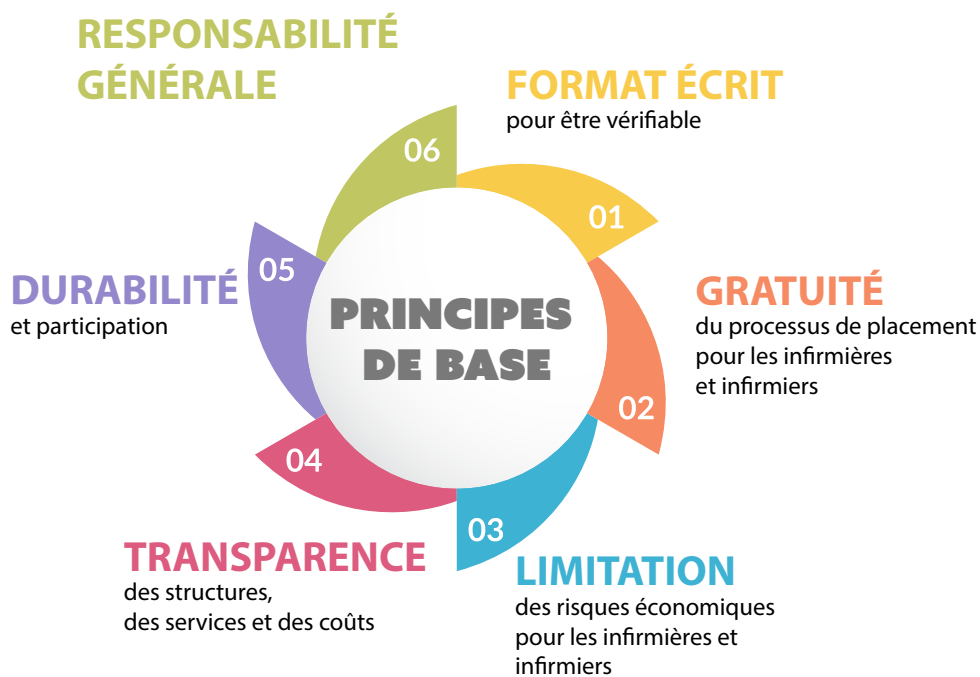 RESPONSABILITÉ
GÉNÉRALE
06
FORMAT ÉCRIT
pour être vérifiable
01
GRATUITÉ
du processus de placement
pour les infirmières
et infirmiers
02
LIMITATION
des risques économiques
pour les infirmières et
infirmiers
03
TRANSPARENCE
des structures,
des services et des coûts
04
DURABILITÉ
et participation
05
PRINCIPES
DE BASE